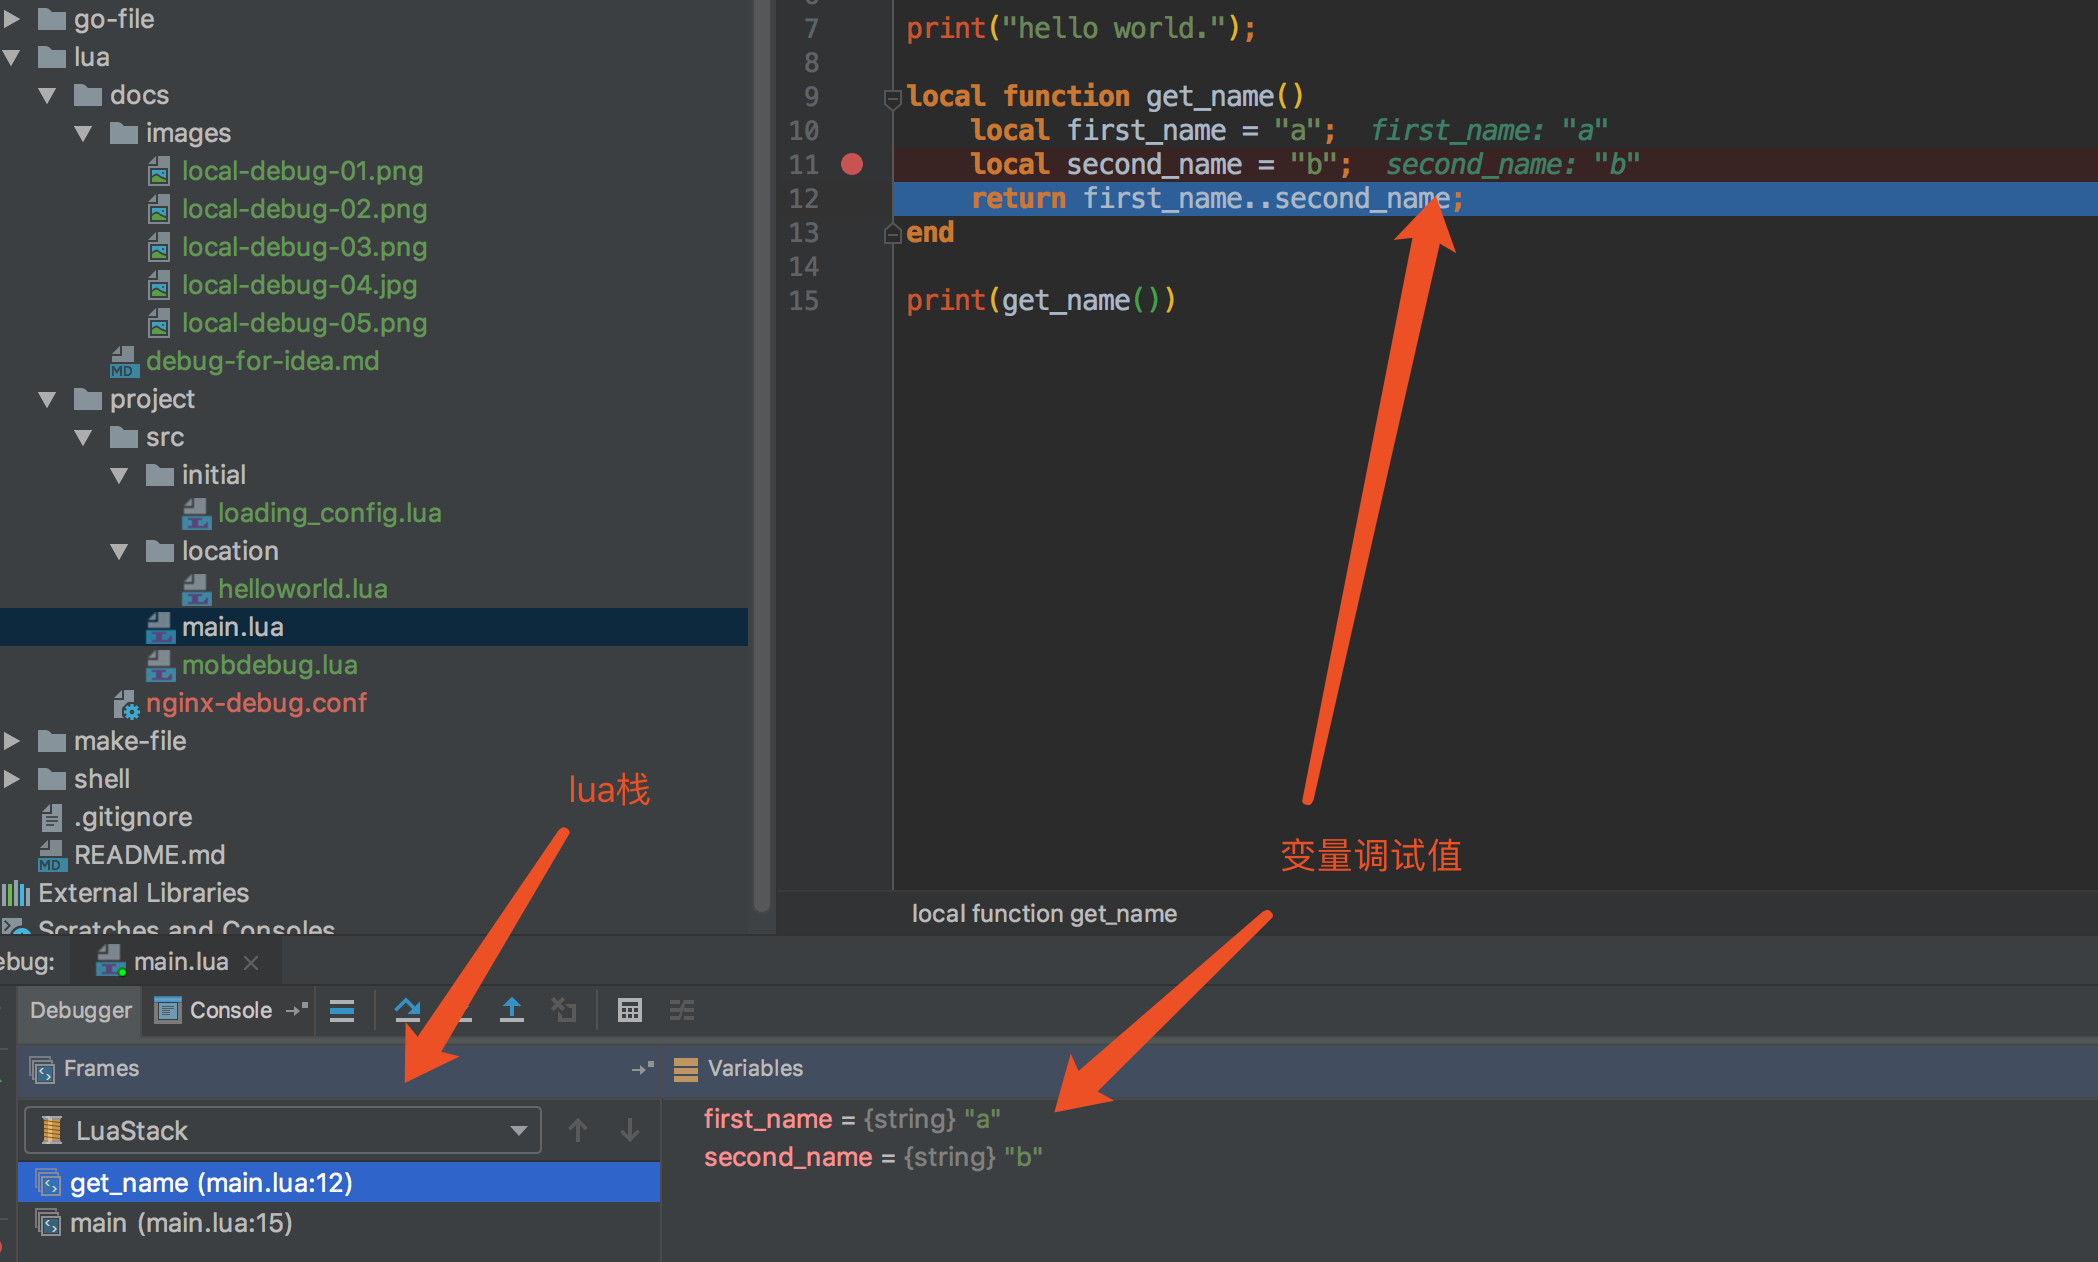 go-file
lua
docs
images
local-debug-01.png
local-debug-02.png
local-debug-03.png
local-debug-04.jpg
local-debug-05.png
MD debug-for-idea.md
project
src
initial
loading_config.lua
location
helloworld.lua
main.lua
mobdebug.lua
nginx-debug.conf
make-file
shell
.gitignore
MD README.md
External Libraries
Scratches and Consoles
7 print("hello world.");
8
9 local function get_name()
10 local first_name = "a"; first_name: "a"
11 local second_name = "b"; second_name: "b"
12 return first_name..second_name;
13 end
14
15 print(get_name())
lua栈
变量调试值
local function get_name
ebug: main.lua
Debugger Console
Frames
Variables
LuaStack
get_name (main.lua:12)
main (main.lua:15)
first_name = {string} "a"
second_name = {string} "b"